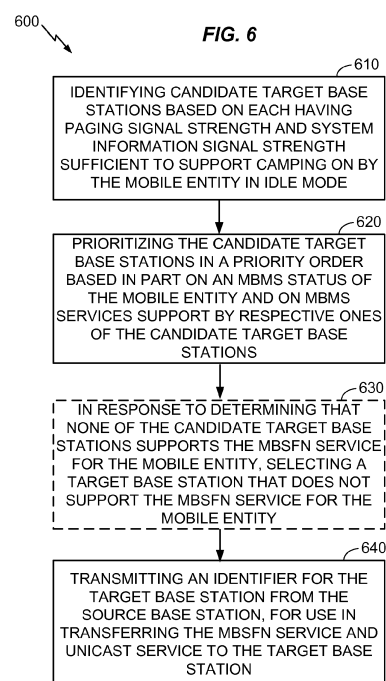 600
FIG. 6
610
IDENTIFYING CANDIDATE TARGET BASE
STATIONS BASED ON EACH HAVING
PAGING SIGNAL STRENGTH AND SYSTEM
INFORMATION SIGNAL STRENGTH
SUFFICIENT TO SUPPORT CAMPING ON BY
THE MOBILE ENTITY IN IDLE MODE
620
PRIORITIZING THE CANDIDATE TARGET
BASE STATIONS IN A PRIORITY ORDER
BASED IN PART ON AN MBMS STATUS OF
THE MOBILE ENTITY AND ON MBMS
SERVICES SUPPORT BY RESPECTIVE ONES
OF THE CANDIDATE TARGET BASE
STATIONS
630
IN RESPONSE TO DETERMINING THAT
NONE OF THE CANDIDATE TARGET BASE
STATIONS SUPPORTS THE MBSFN SERVICE
FOR THE MOBILE ENTITY, SELECTING A
TARGET BASE STATION THAT DOES NOT
SUPPORT THE MBSFN SERVICE FOR THE
MOBILE ENTITY
640
TRANSMITTING AN IDENTIFIER FOR THE
TARGET BASE STATION FROM THE
SOURCE BASE STATION, FOR USE IN
TRANSFERRING THE MBSFN SERVICE AND
UNICAST SERVICE TO THE TARGET BASE
STATION